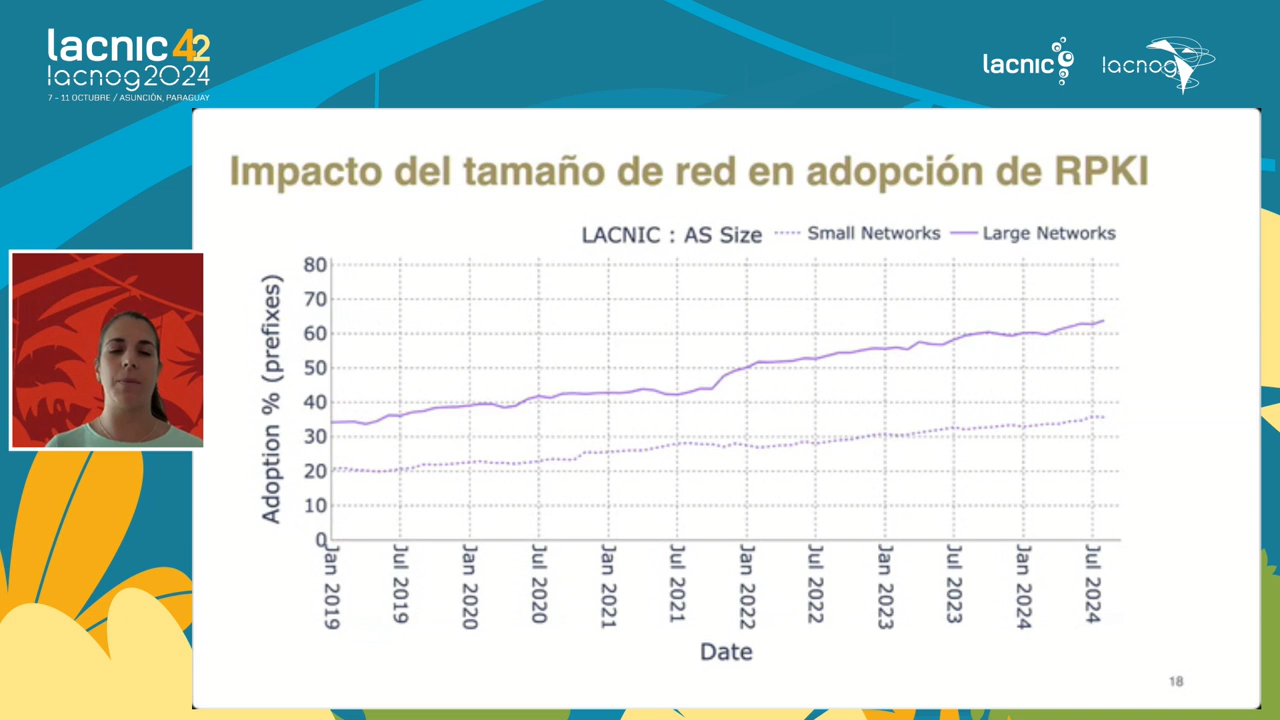 lacnic 42
lacnog2024
7 - 11 OCTUBRE / ASUNCIÓN, PARAGUAY
lacnic
lacnog
Impacto del tamaño de red en adopción de RPKI
LACNIC : AS Size
Small Networks
Large Networks
Adoption % (prefixes)
80
70
60
50
40
30
20
10
0
Jan 2019
Jul 2019
Jan 2020
Jul 2020
Jan 2021
Jul 2021
Jan 2022
Jul 2022
Jan 2023
Jul 2023
Jan 2024
Jul 2024
Date
18